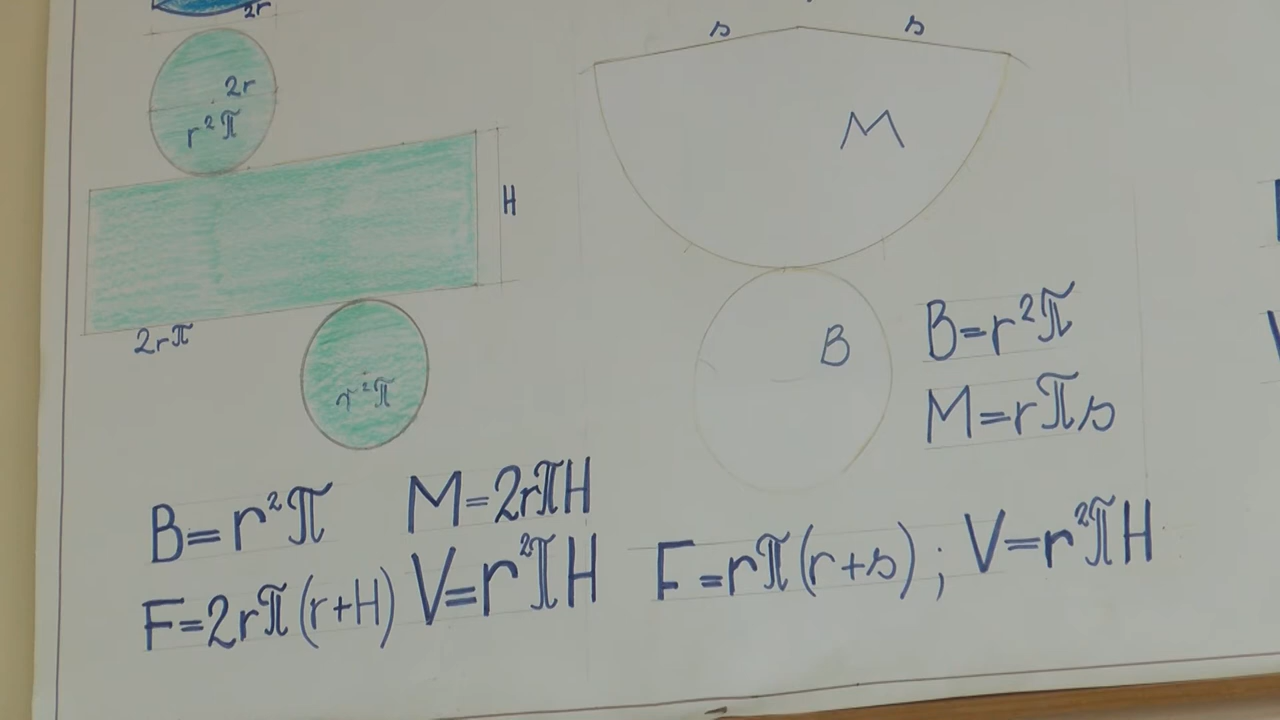 2r
2r
r²π
H
2rπ
r²π
B=r²π M=2rπH
F=2rπ(r+H) V=r²πH
s s
M
B
B=r²π
M=rπs
F=rπ(r+s); V=r²πH